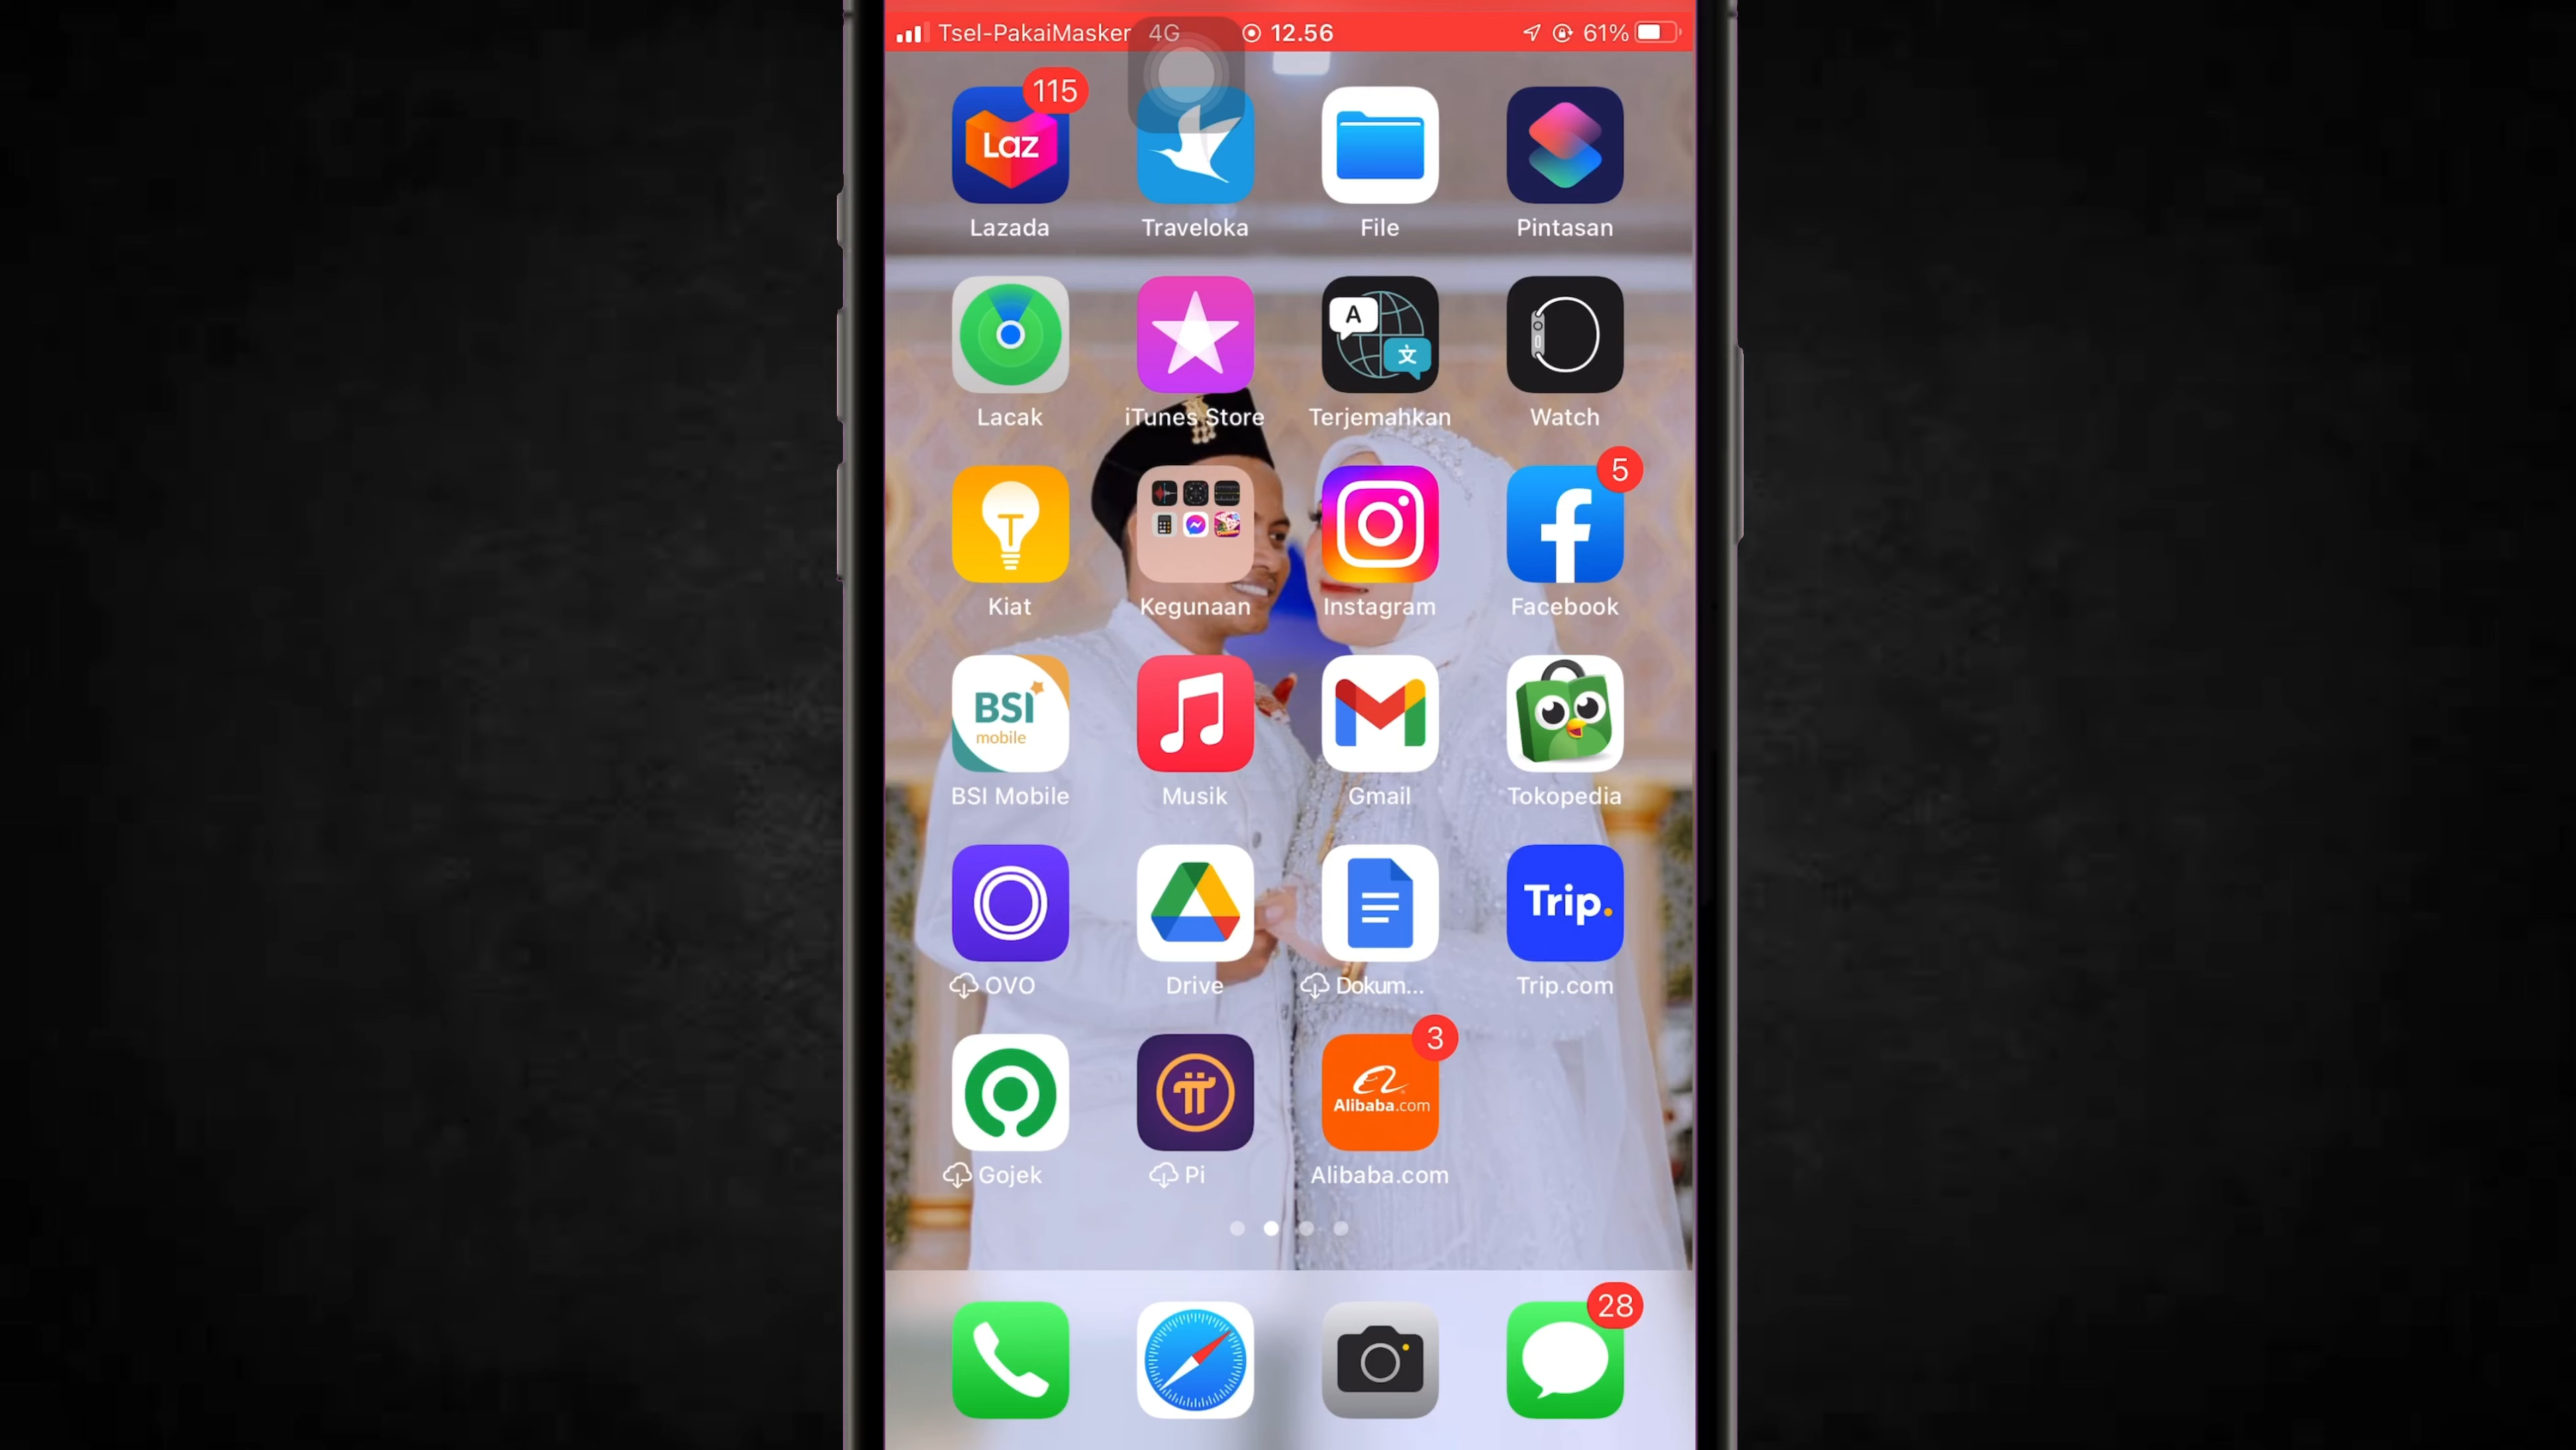 Tsel-PakaiMasker 4G 12.56 61%
115
Laz
Lazada Traveloka File Pintasan
A
文
Lacak iTunes Store Terjemahkan Watch
5
Kiat Kegunaan Instagram Facebook
BSI
mobile
BSI Mobile Musik Gmail Tokopedia
Trip.
OVO Drive Dokum... Trip.com
3
Alibaba.com
Gojek Pi Alibaba.com
28